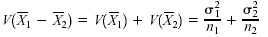 V(X̄₁ − X̄₂) = V(X̄₁) + V(X̄₂) = σ₁²/n₁ + σ₂²/n₂